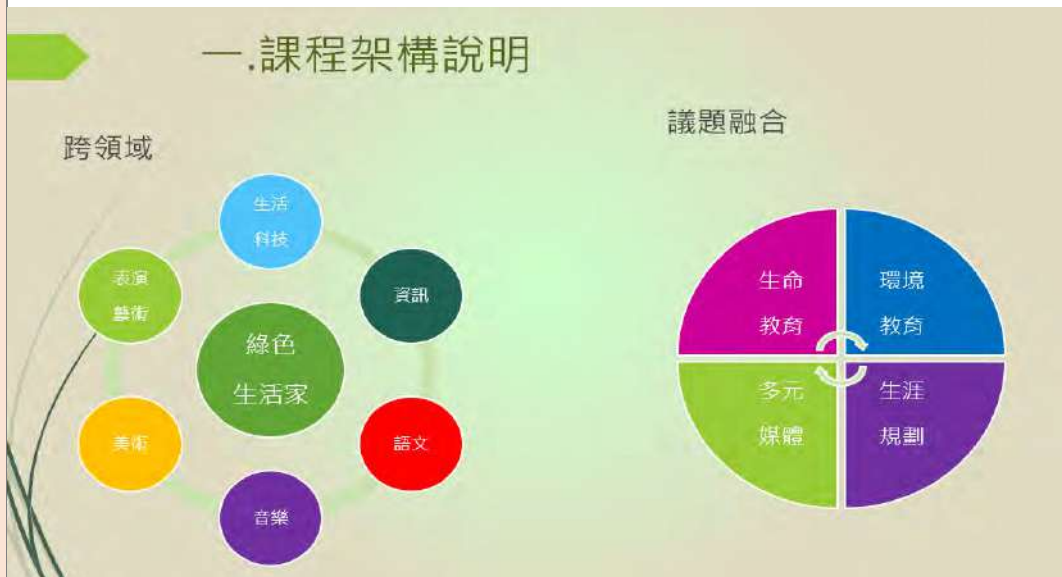 一.課程架構說明
跨領域
生活
科技
資訊
語文
音樂
美術
表演
藝術
綠色
生活家
議題融合
生命
教育
環境
教育
多元
媒體
生涯
規劃